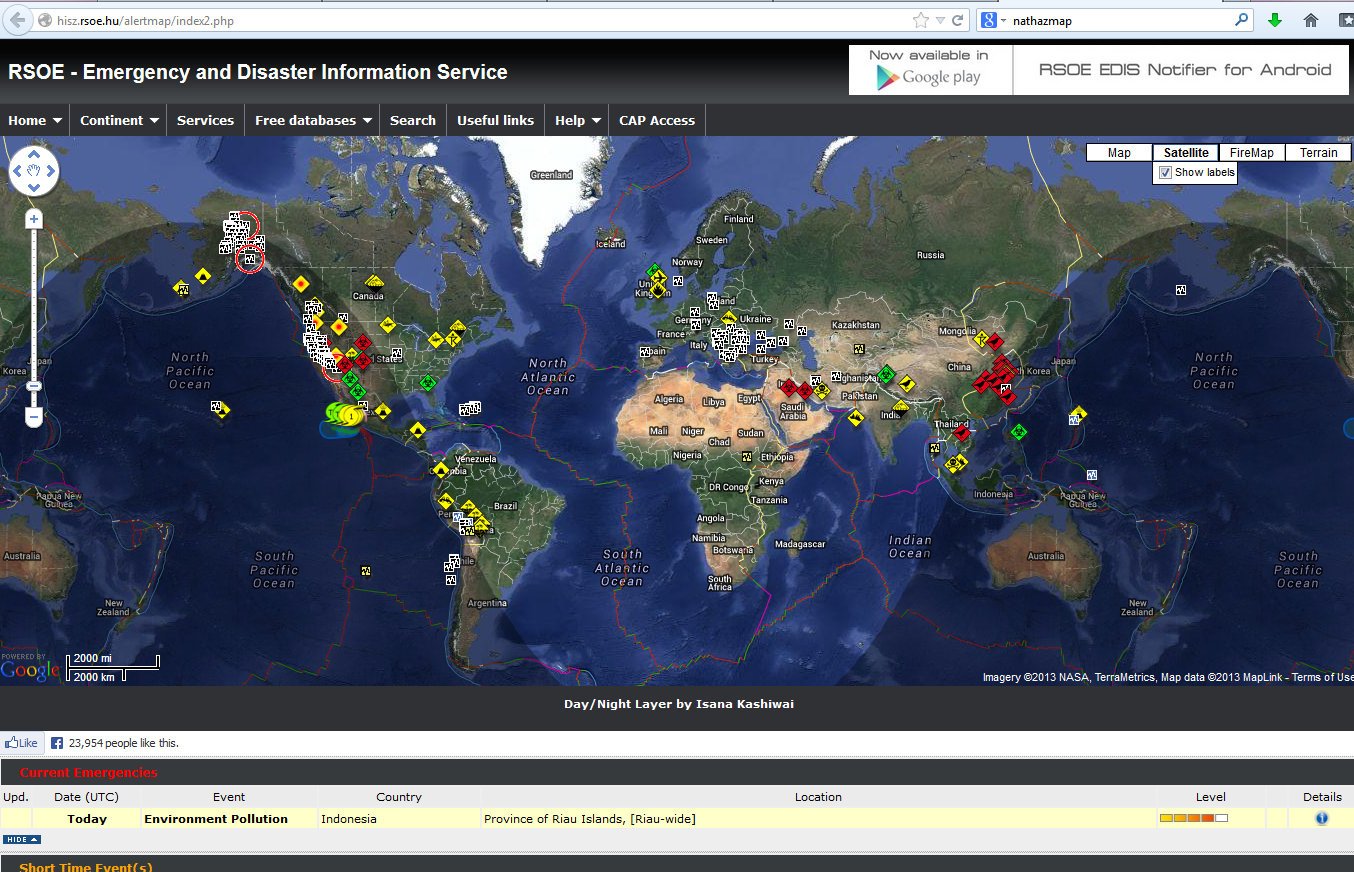 hisz.rsoe.hu/alertmap/index2.php
nathazmap
RSOE - Emergency and Disaster Information Service
Now available in
Google play
RSOE EDIS Notifier for Android
Home Continent Services Free databases Search Useful links Help CAP Access
Map Satellite FireMap Terrain
Show labels
Greenland
Finland
Iceland
Sweden
Norway
Russia
Canada
Ukraine
Germany
Kazakhstan
Mongolia
France
Italy
Turkey
Japan
China
North
Pacific
Ocean
North
Atlantic
Ocean
North
Pacific
Ocean
Korea
Algeria
Libya
Egypt
Saudi
Arabia
Pakistan
Mali
Niger
Chad
Sudan
Thailand
Nigeria
Ethiopia
Venezuela
Kenya
DR Congo
Tanzania
Indonesia
Papua New
Guinea
Papua New
Guinea
Brazil
Angola
Namibia
Botswana
Madagascar
Indian
Ocean
South
Africa
South
Pacific
Ocean
South
Atlantic
Ocean
Australia
Australia
South
Pacific
Ocean
New
Zealand
New
Zealand
Argentina
POWERED BY
Google
2000 mi
2000 km
Imagery ©2013 NASA, TerraMetrics, Map data ©2013 MapLink - Terms of Use
Day/Night Layer by Isana Kashiwai
Like 23,954 people like this.
Current Emergencies
Upd. Date (UTC) Event Country Location Level Details
Today Environment Pollution Indonesia Province of Riau Islands, [Riau-wide]
HIDE
Short Time Event(s)